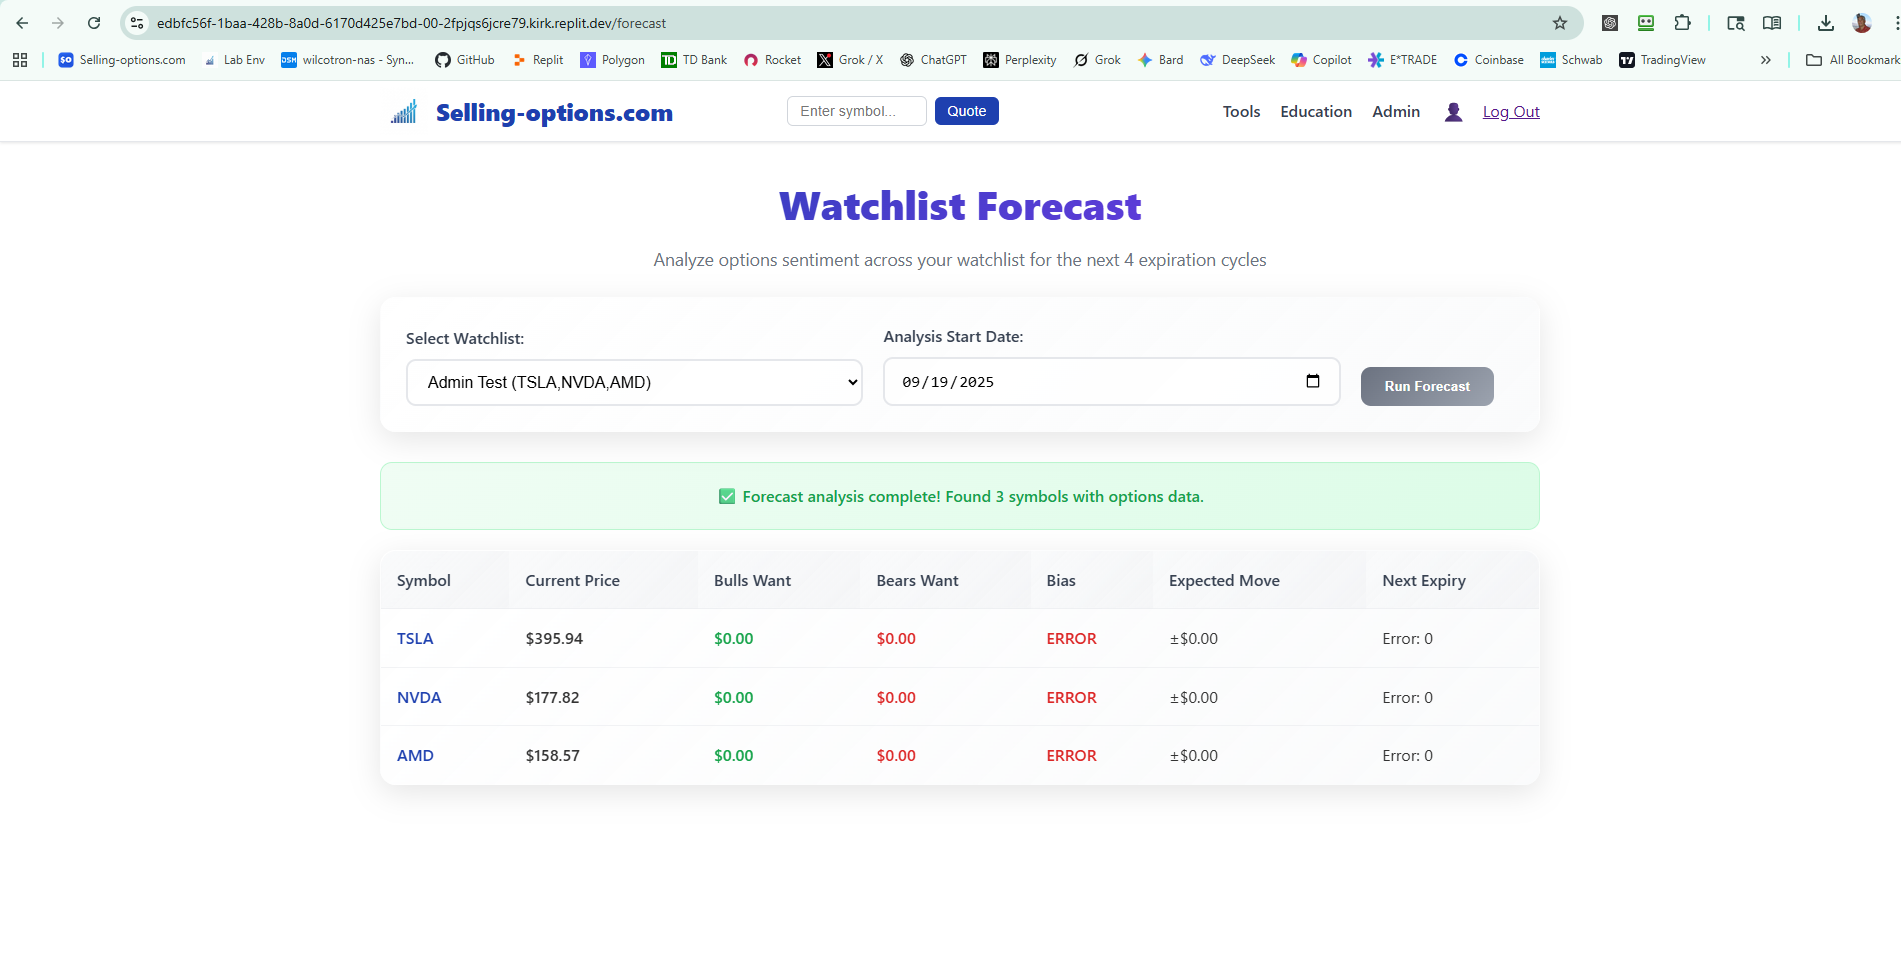 edbfc56f-1baa-428b-8a0d-6170d425e7bd-00-2fpjqs6jcre79.kirk.replit.dev/forecast
Selling-options.com Lab Env wilcotron-nas - Syn... GitHub Replit Polygon TD Bank Rocket Grok / X ChatGPT Perplexity Grok Bard DeepSeek Copilot E*TRADE Coinbase Schwab TradingView » All Bookmark
Selling-options.com Enter symbol... Quote Tools Education Admin Log Out
Watchlist Forecast
Analyze options sentiment across your watchlist for the next 4 expiration cycles
Select Watchlist: Analysis Start Date:
Admin Test (TSLA,NVDA,AMD) 09/19/2025 Run Forecast
✅ Forecast analysis complete! Found 3 symbols with options data.
Symbol Current Price Bulls Want Bears Want Bias Expected Move Next Expiry
TSLA $395.94 $0.00 $0.00 ERROR ±$0.00 Error: 0
NVDA $177.82 $0.00 $0.00 ERROR ±$0.00 Error: 0
AMD $158.57 $0.00 $0.00 ERROR ±$0.00 Error: 0